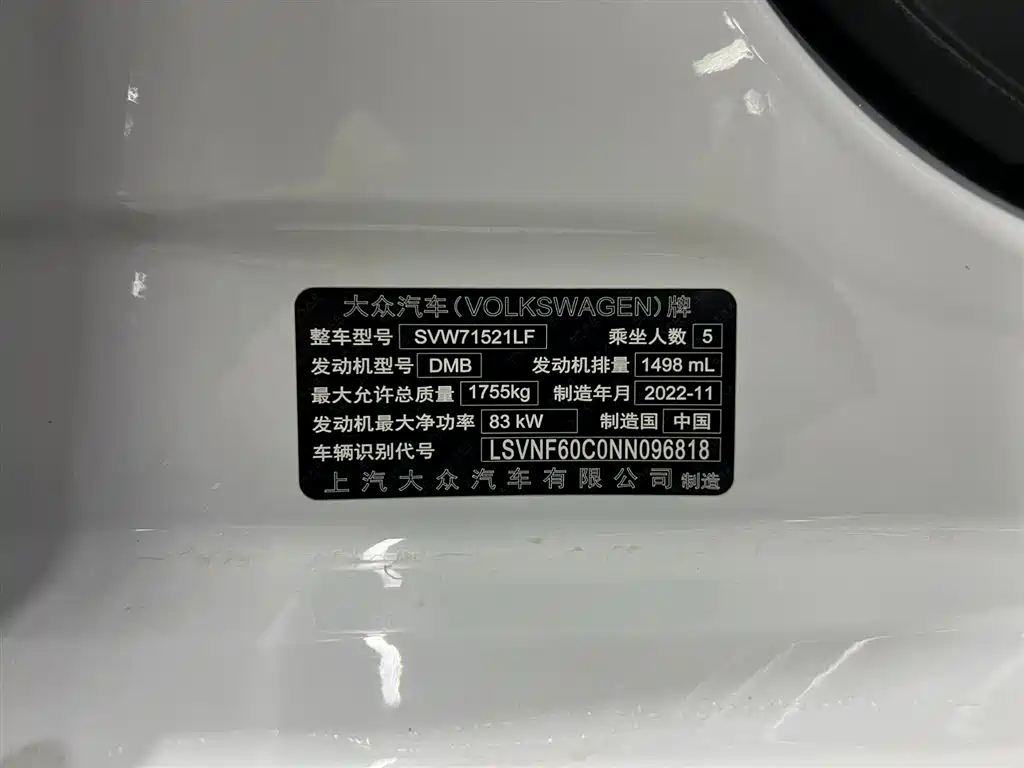 大众汽车(VOLKSWAGEN)牌
整车型号 SVW71521LF 乘坐人数 5
发动机型号 DMB 发动机排量 1498 mL
最大允许总质量 1755kg 制造年月 2022-11
发动机最大净功率 83 kW 制造国 中国
车辆识别代号 LSVNF60C0NN096818
上汽大众汽车有限公司 制造